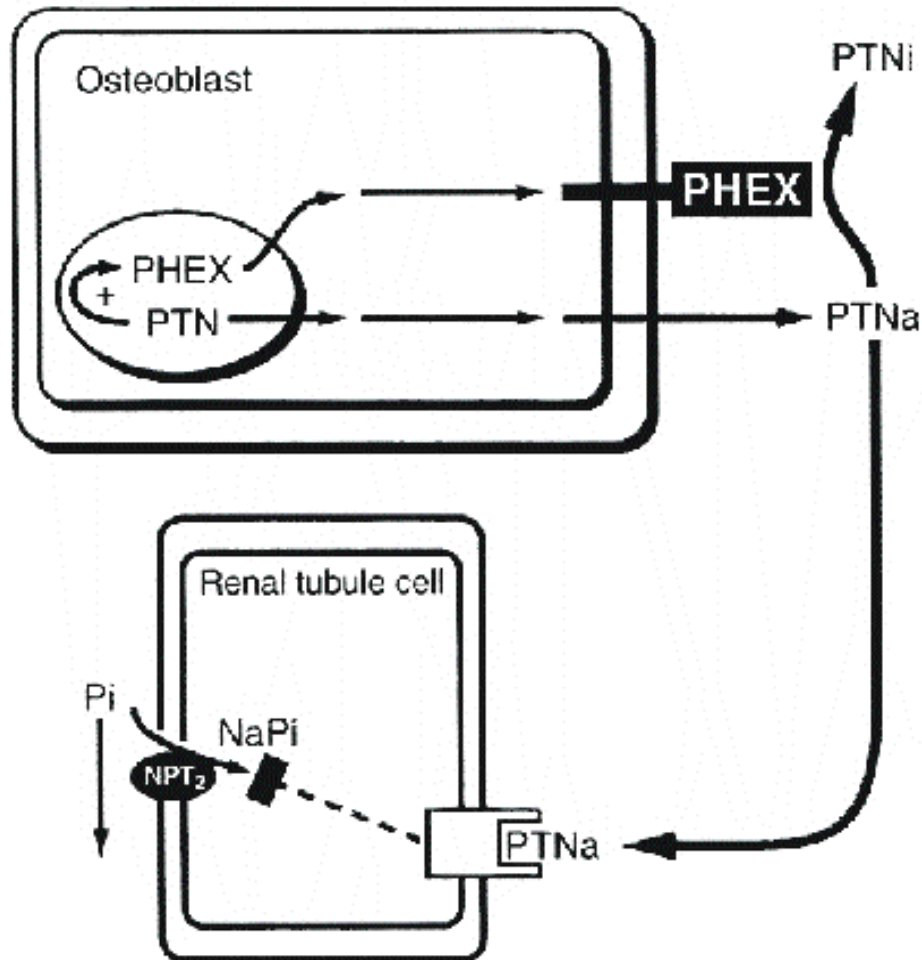 PTNi
Osteoblast
PHEX
PHEX
+
PTN
PTNa
Renal tubule cell
Pi
NaPi
NPT₂
PTNa